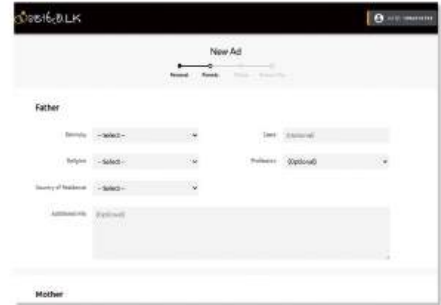 New Ad
Personal Parents
Father
Ethnicity -- Select -- Caste (Optional)
Religion -- Select -- Profession (Optional)
Country of Residence -- Select --
Additional Info (Optional)
Mother